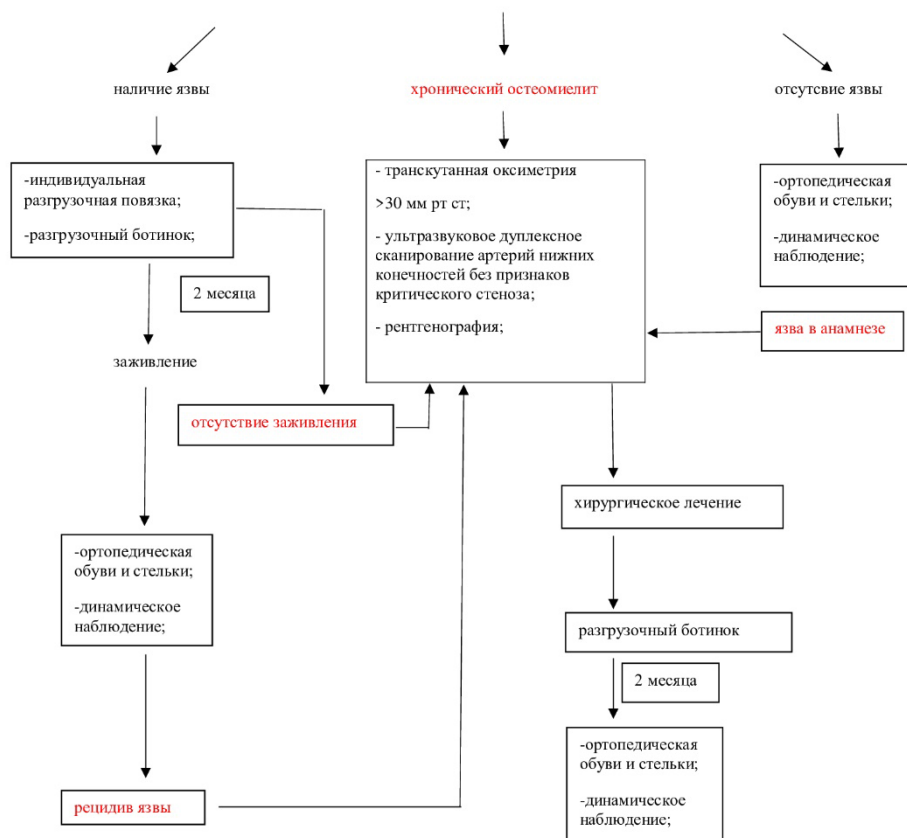 наличие язвы
хронический остеомиелит
отсутсвие язвы
-индивидуальная
разгрузочная повязка;
-разгрузочный ботинок;
- транскутанная оксиметрия
>30 мм рт ст;
- ультразвуковое дуплексное
сканирование артерий нижних
конечностей без признаков
критического стеноза;
- рентгенография;
-ортопедическая
обуви и стельки;
-динамическое
наблюдение;
2 месяца
язва в анамнезе
заживление
отсутствие заживления
хирургическое лечение
-ортопедическая
обуви и стельки;
-динамическое
наблюдение;
разгрузочный ботинок
2 месяца
-ортопедическая
обуви и стельки;
-динамическое
наблюдение;
рецидив язвы